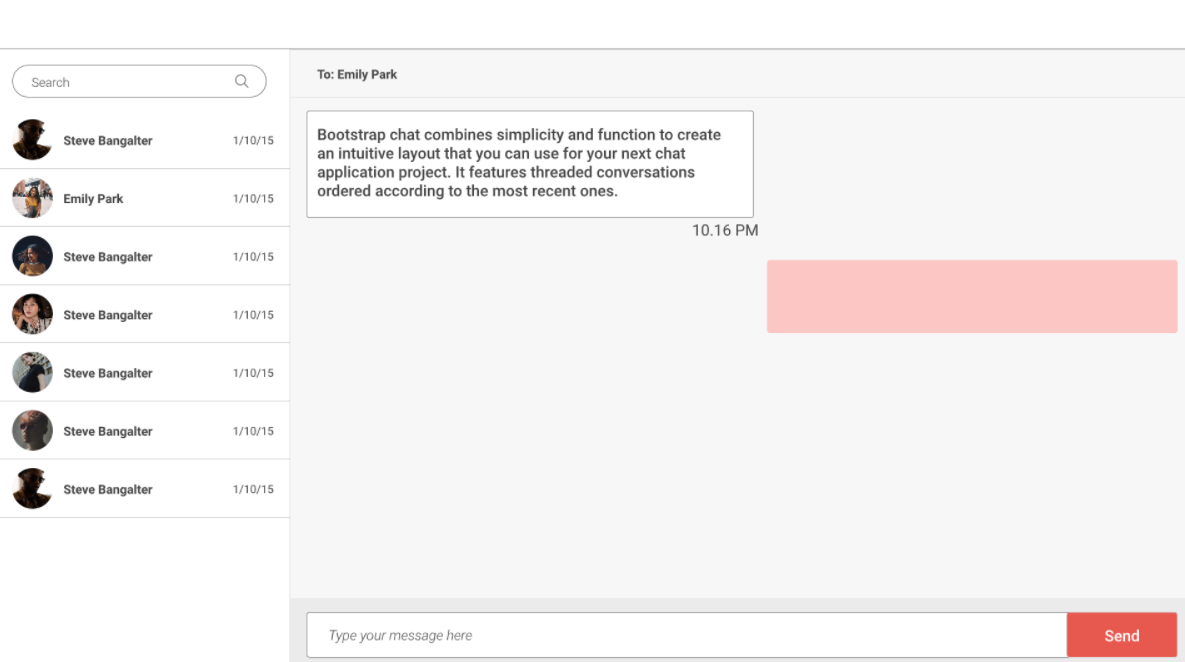 Search
Steve Bangalter 1/10/15
Emily Park 1/10/15
Steve Bangalter 1/10/15
Steve Bangalter 1/10/15
Steve Bangalter 1/10/15
Steve Bangalter 1/10/15
Steve Bangalter 1/10/15
To: Emily Park
Bootstrap chat combines simplicity and function to create
an intuitive layout that you can use for your next chat
application project. It features threaded conversations
ordered according to the most recent ones.
10.16 PM
Type your message here
Send